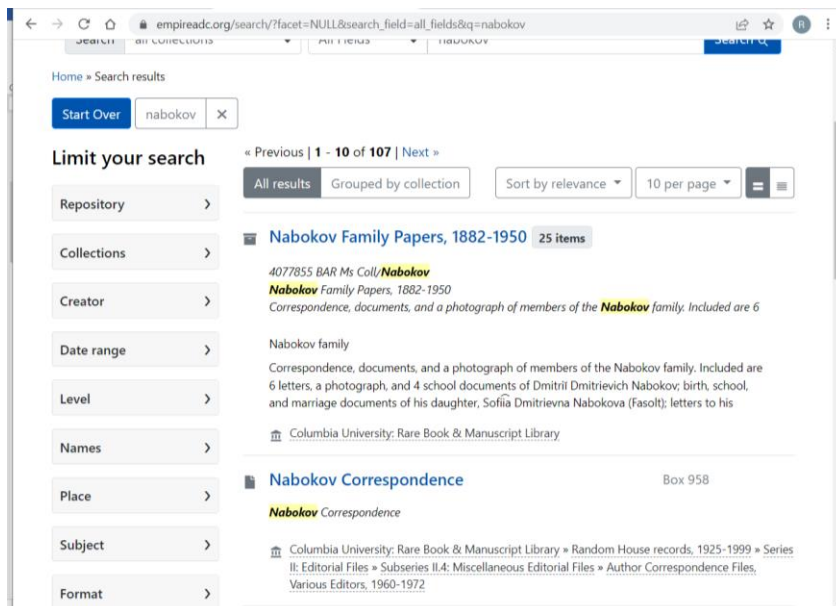 empireadc.org/search/?facet=NULL&search_field=all_fields&q=nabokov
R
Search all collections All Fields nabokov Search
Home » Search results
Start Over nabokov ✕
Limit your search
Repository
Collections
Creator
Date range
Level
Names
Place
Subject
Format
« Previous | 1 - 10 of 107 | Next »
All results Grouped by collection Sort by relevance 10 per page
Nabokov Family Papers, 1882-1950 25 items
4077855 BAR Ms Coll/Nabokov
Nabokov Family Papers, 1882-1950
Correspondence, documents, and a photograph of members of the Nabokov family. Included are 6
Nabokov family
Correspondence, documents, and a photograph of members of the Nabokov family. Included are
6 letters, a photograph, and 4 school documents of Dmitriĭ Dmitrievich Nabokov; birth, school,
and marriage documents of his daughter, Sofii͡a Dmitrievna Nabokova (Fasolt); letters to his
Columbia University: Rare Book & Manuscript Library
Nabokov Correspondence Box 958
Nabokov Correspondence
Columbia University: Rare Book & Manuscript Library » Random House records, 1925-1999 » Series
II: Editorial Files » Subseries II.4: Miscellaneous Editorial Files » Author Correspondence Files,
Various Editors, 1960-1972